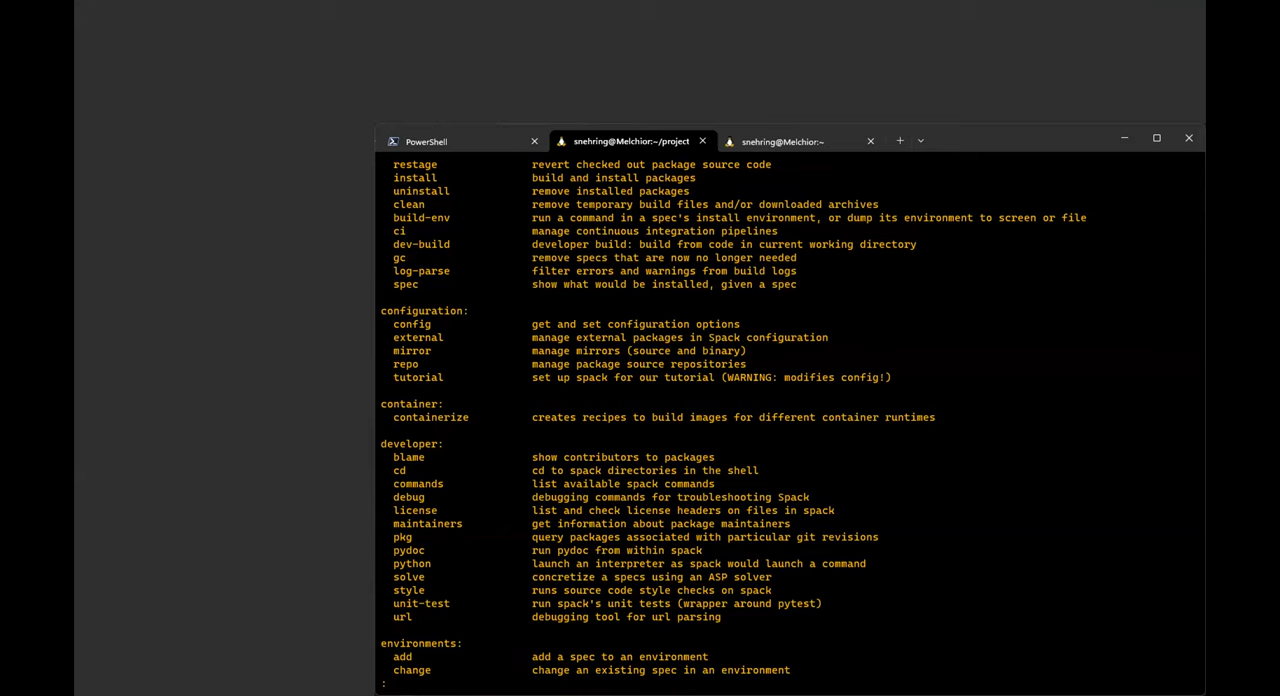 PowerShell snehring@Melchior:~/project snehring@Melchior:~
restage revert checked out package source code
install build and install packages
uninstall remove installed packages
clean remove temporary build files and/or downloaded archives
build-env run a command in a spec's install environment, or dump its environment to screen or file
ci manage continuous integration pipelines
dev-build developer build: build from code in current working directory
gc remove specs that are now no longer needed
log-parse filter errors and warnings from build logs
spec show what would be installed, given a spec
configuration:
config get and set configuration options
external manage external packages in Spack configuration
mirror manage mirrors (source and binary)
repo manage package source repositories
tutorial set up spack for our tutorial (WARNING: modifies config!)
container:
containerize creates recipes to build images for different container runtimes
developer:
blame show contributors to packages
cd cd to spack directories in the shell
commands list available spack commands
debug debugging commands for troubleshooting Spack
license list and check license headers on files in spack
maintainers get information about package maintainers
pkg query packages associated with particular git revisions
pydoc run pydoc from within spack
python launch an interpreter as spack would launch a command
solve concretize a specs using an ASP solver
style runs source code style checks on spack
unit-test run spack's unit tests (wrapper around pytest)
url debugging tool for url parsing
environments:
add add a spec to an environment
change change an existing spec in an environment
: